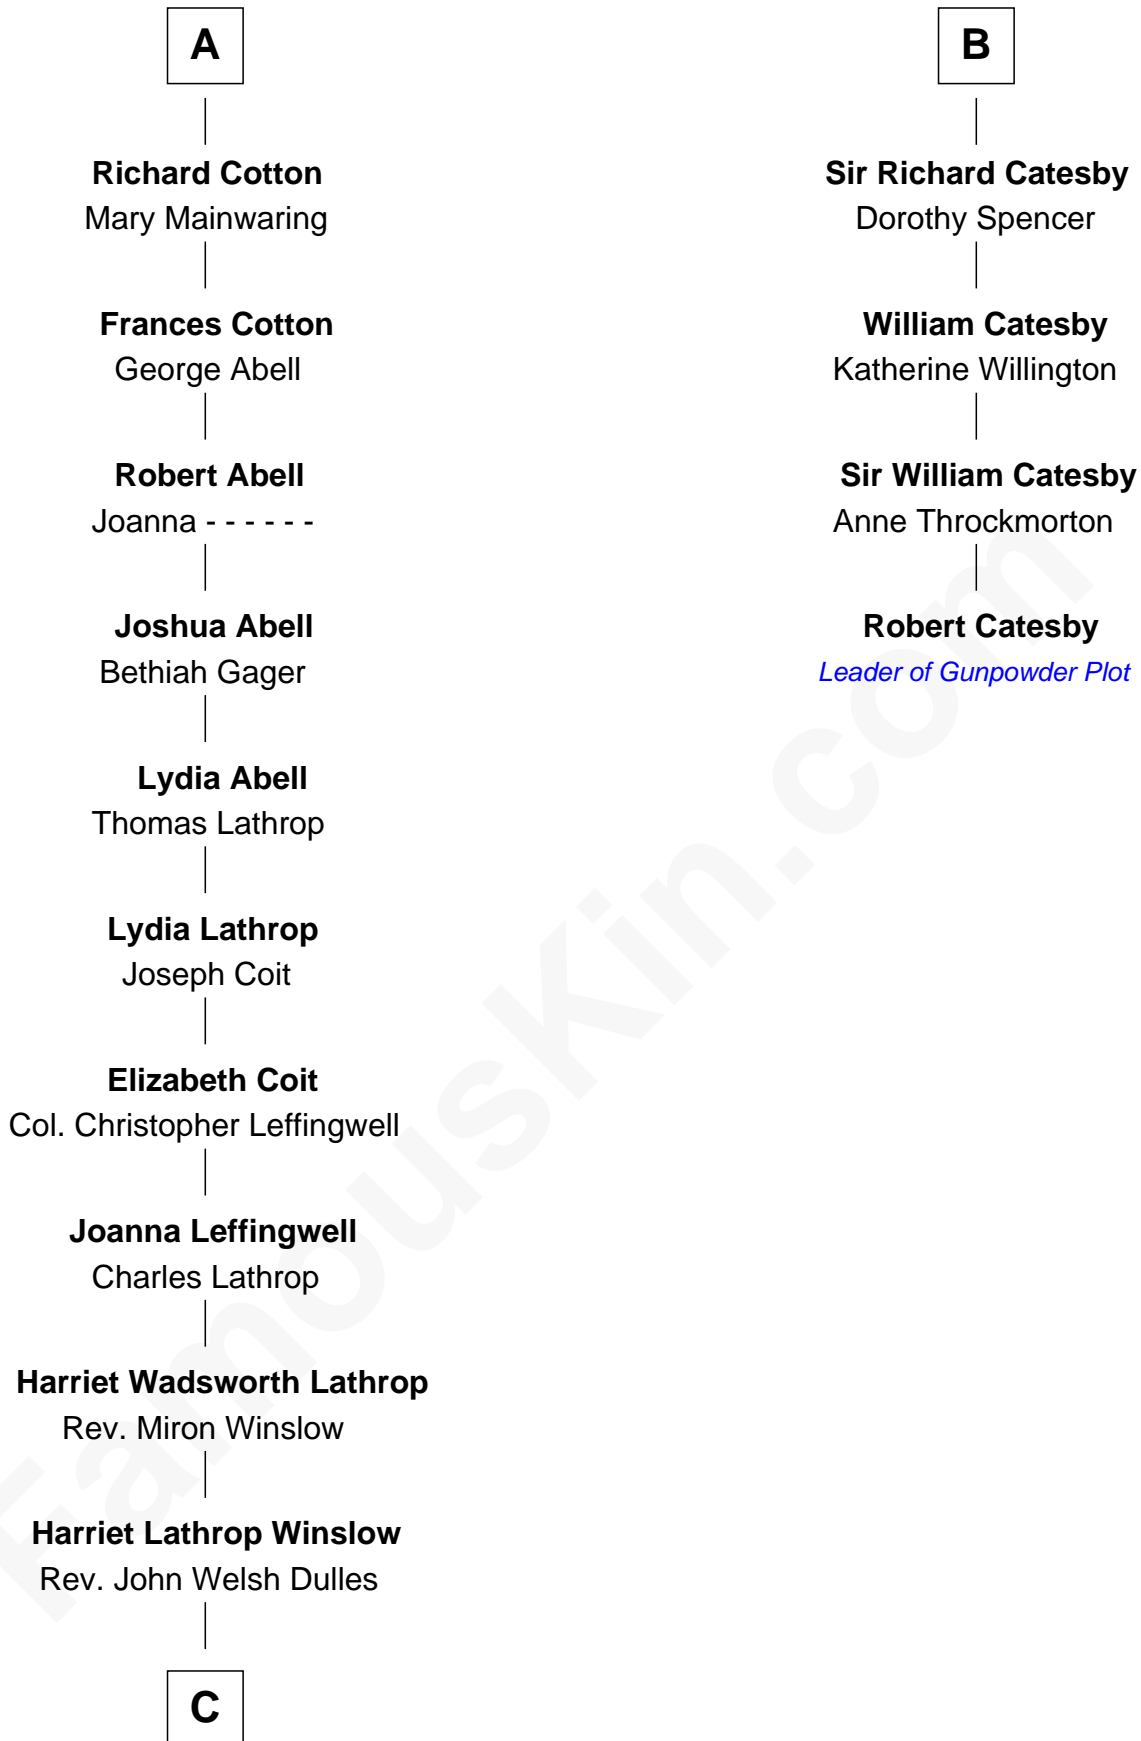 A
Richard Cotton
Mary Mainwaring
Frances Cotton
George Abell
Robert Abell
Joanna - - - - - -
Joshua Abell
Bethiah Gager
Lydia Abell
Thomas Lathrop
Lydia Lathrop
Joseph Coit
Elizabeth Coit
Col. Christopher Leffingwell
Joanna Leffingwell
Charles Lathrop
Harriet Wadsworth Lathrop
Rev. Miron Winslow
Harriet Lathrop Winslow
Rev. John Welsh Dulles
C
B
Sir Richard Catesby
Dorothy Spencer
William Catesby
Katherine Willington
Sir William Catesby
Anne Throckmorton
Robert Catesby
Leader of Gunpowder Plot
FamousKin.com